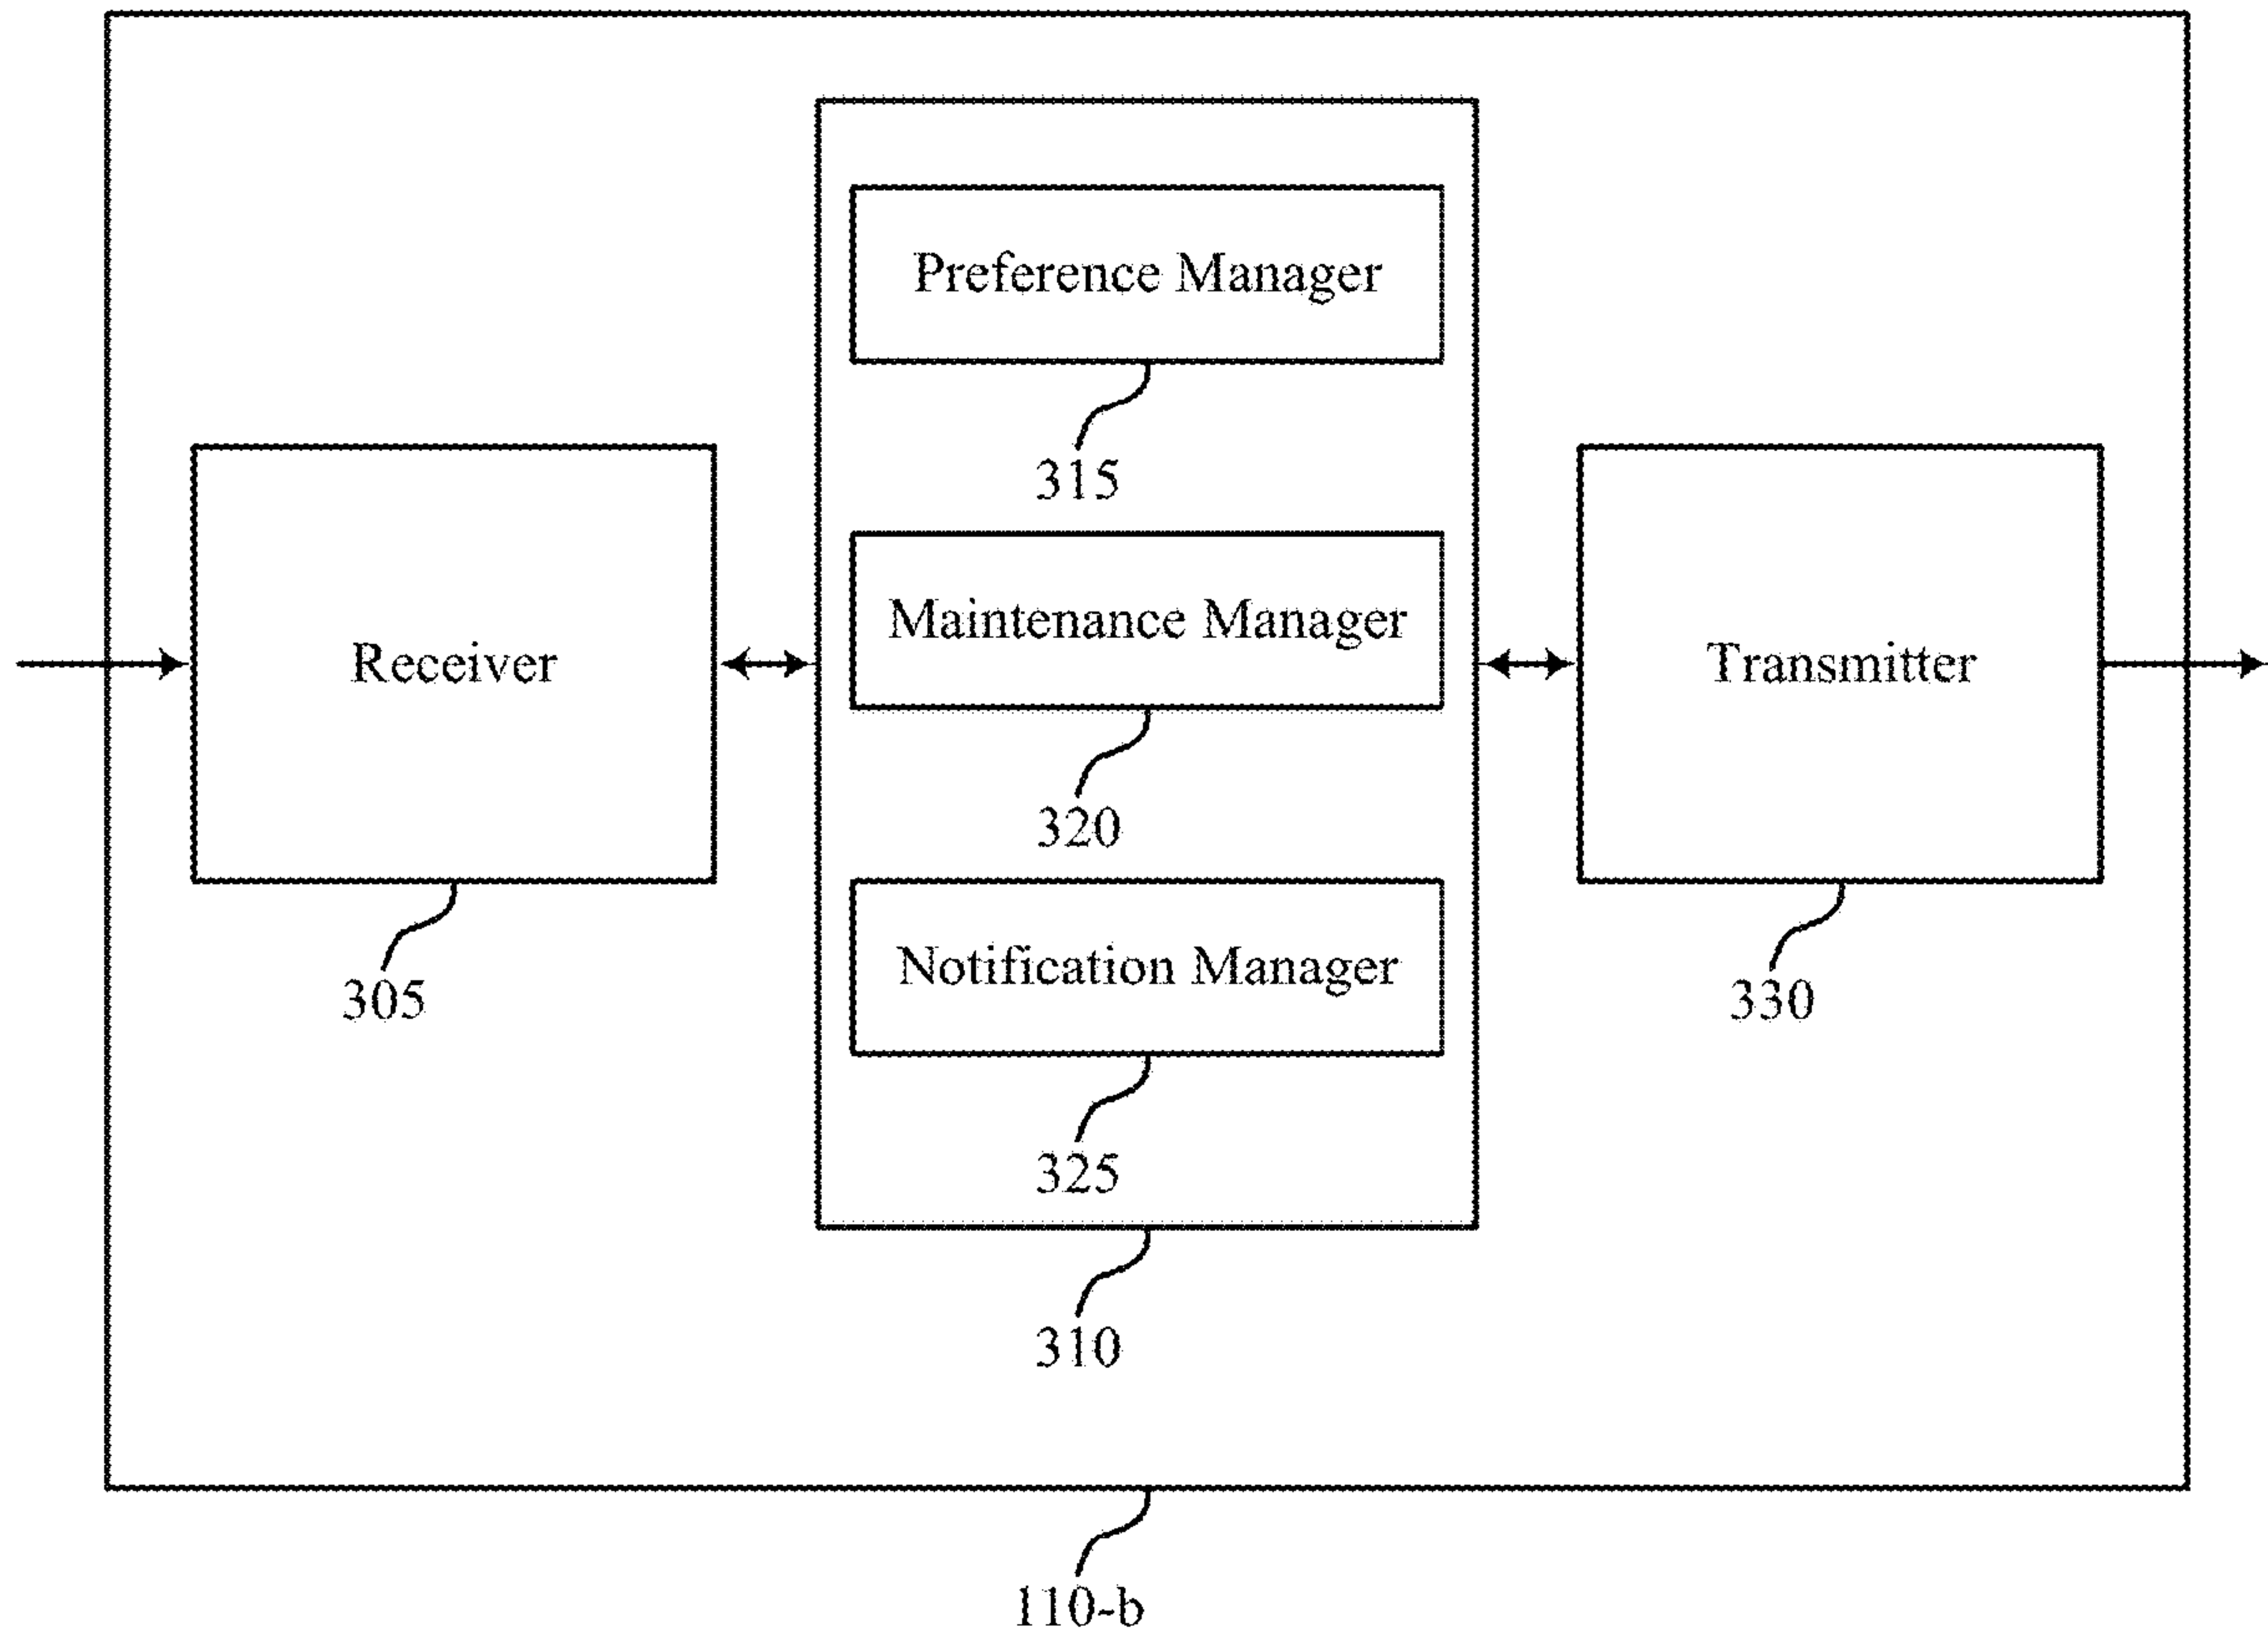 Preference Manager
315
Receiver
Maintenance Manager
Transmitter
320
Notification Manager
305
330
325
310
110-b